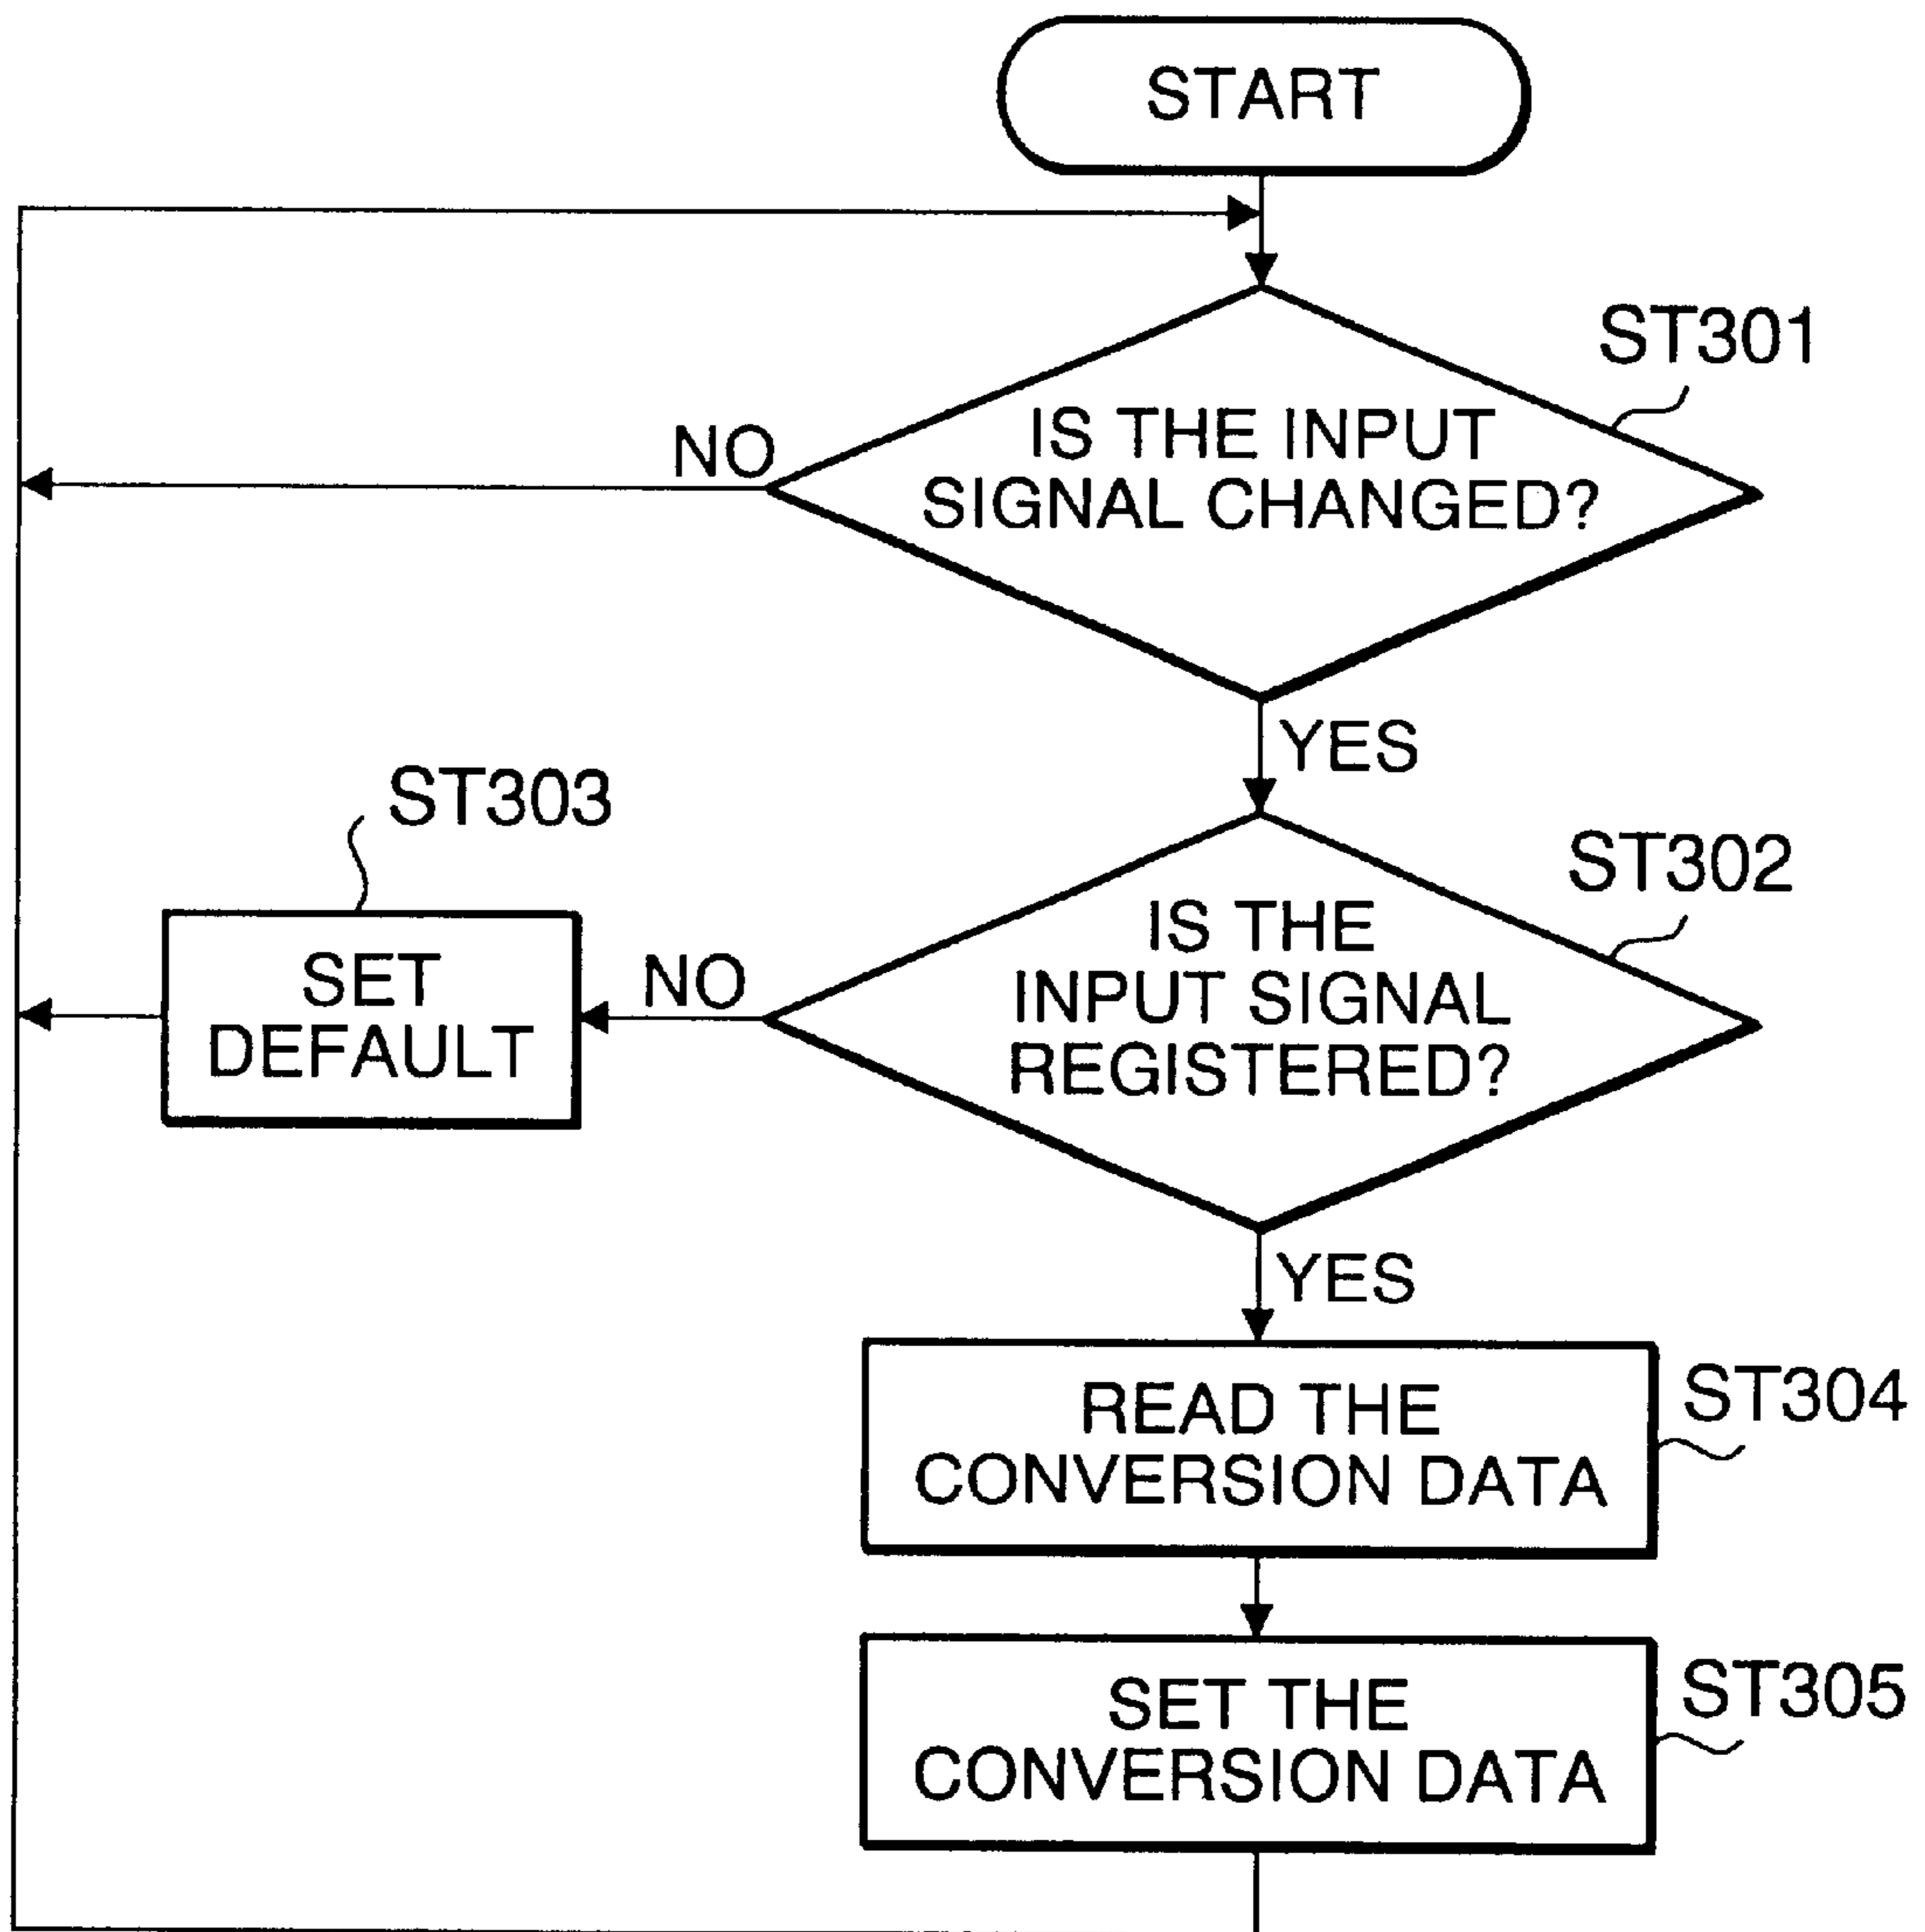 START
ST301
IS THE INPUT
SIGNAL CHANGED?
NO
YES
ST303
ST302
IS THE
INPUT SIGNAL
REGISTERED?
NO
SET
DEFAULT
YES
READ THE
CONVERSION DATA
ST304
SET THE
CONVERSION DATA
ST305